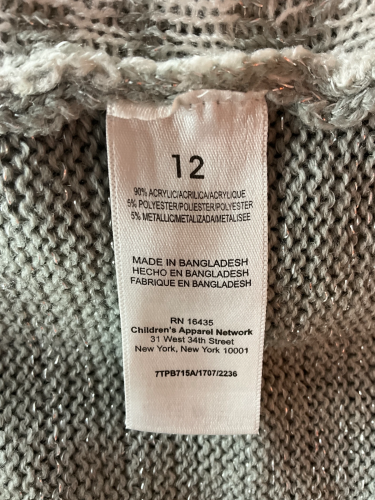 12
90% ACRYLIC/ACRILICA/ACRYLIQUE
5% POLYESTER/POLIESTER/POLYESTER
5% METALLIC/METALIZADA/METALISEE
MADE IN BANGLADESH
HECHO EN BANGLADESH
FABRIQUE EN BANGLADESH
RN 16435
Children's Apparel Network
31 West 34th Street
New York, New York 10001
7TPB715A/1707/2236